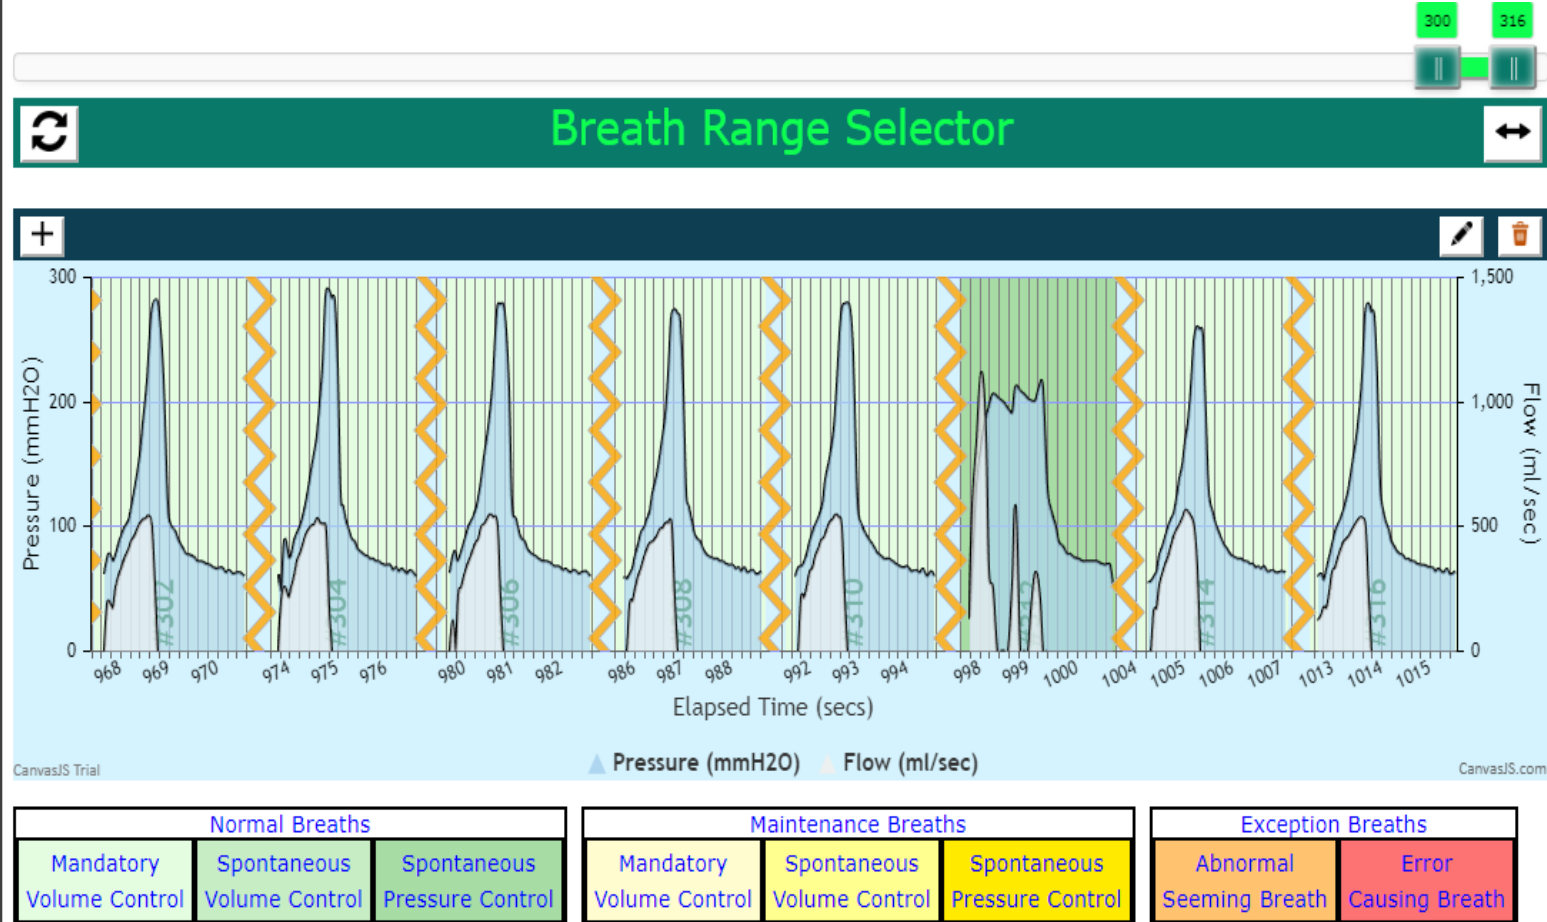 300 316
Breath Range Selector
300
200
100
0
Pressure (mmH2O)
1,500
1,000
500
0
Flow (ml/sec)
#302 #304 #306 #308 #310 #312 #314 #316
968 969 970 974 975 976 980 981 982 986 987 988 992 993 994 998 999 1000 1004 1005 1006 1007 1013 1014 1015
Elapsed Time (secs)
Pressure (mmH2O) Flow (ml/sec)
CanvasJS Trial CanvasJS.com
Normal Breaths
Mandatory
Volume Control
Spontaneous
Volume Control
Spontaneous
Pressure Control
Maintenance Breaths
Mandatory
Volume Control
Spontaneous
Volume Control
Spontaneous
Pressure Control
Exception Breaths
Abnormal
Seeming Breath
Error
Causing Breath